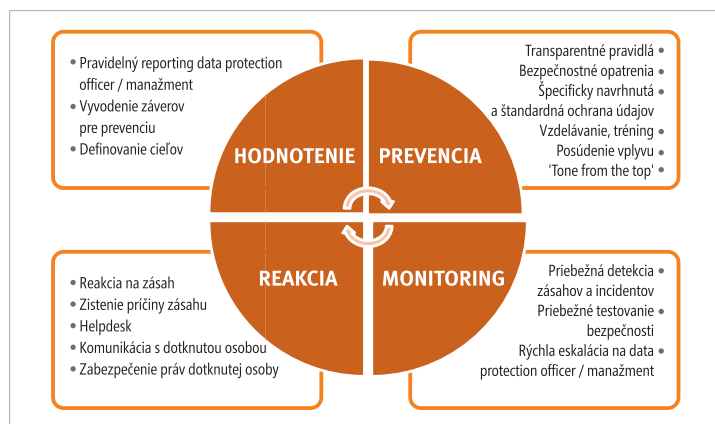 • Pravidelný reporting data protection
officer / manažment
• Vyvodenie záverov
pre prevenciu
• Definovanie cieľov
HODNOTENIE
PREVENCIA
Transparentné pravidlá •
Bezpečnostné opatrenia •
Špecificky navrhnutá •
a štandardná ochrana údajov
Vzdelávanie, tréning •
Posúdenie vplyvu •
'Tone from the top' •
• Reakcia na zásah
• Zistenie príčiny zásahu
• Helpdesk
• Komunikácia s dotknutou osobou
• Zabezpečenie práv dotknutej osoby
REAKCIA
MONITORING
Priebežná detekcia •
zásahov a incidentov
Priebežné testovanie •
bezpečnosti
Rýchla eskalácia na data •
protection officer / manažment